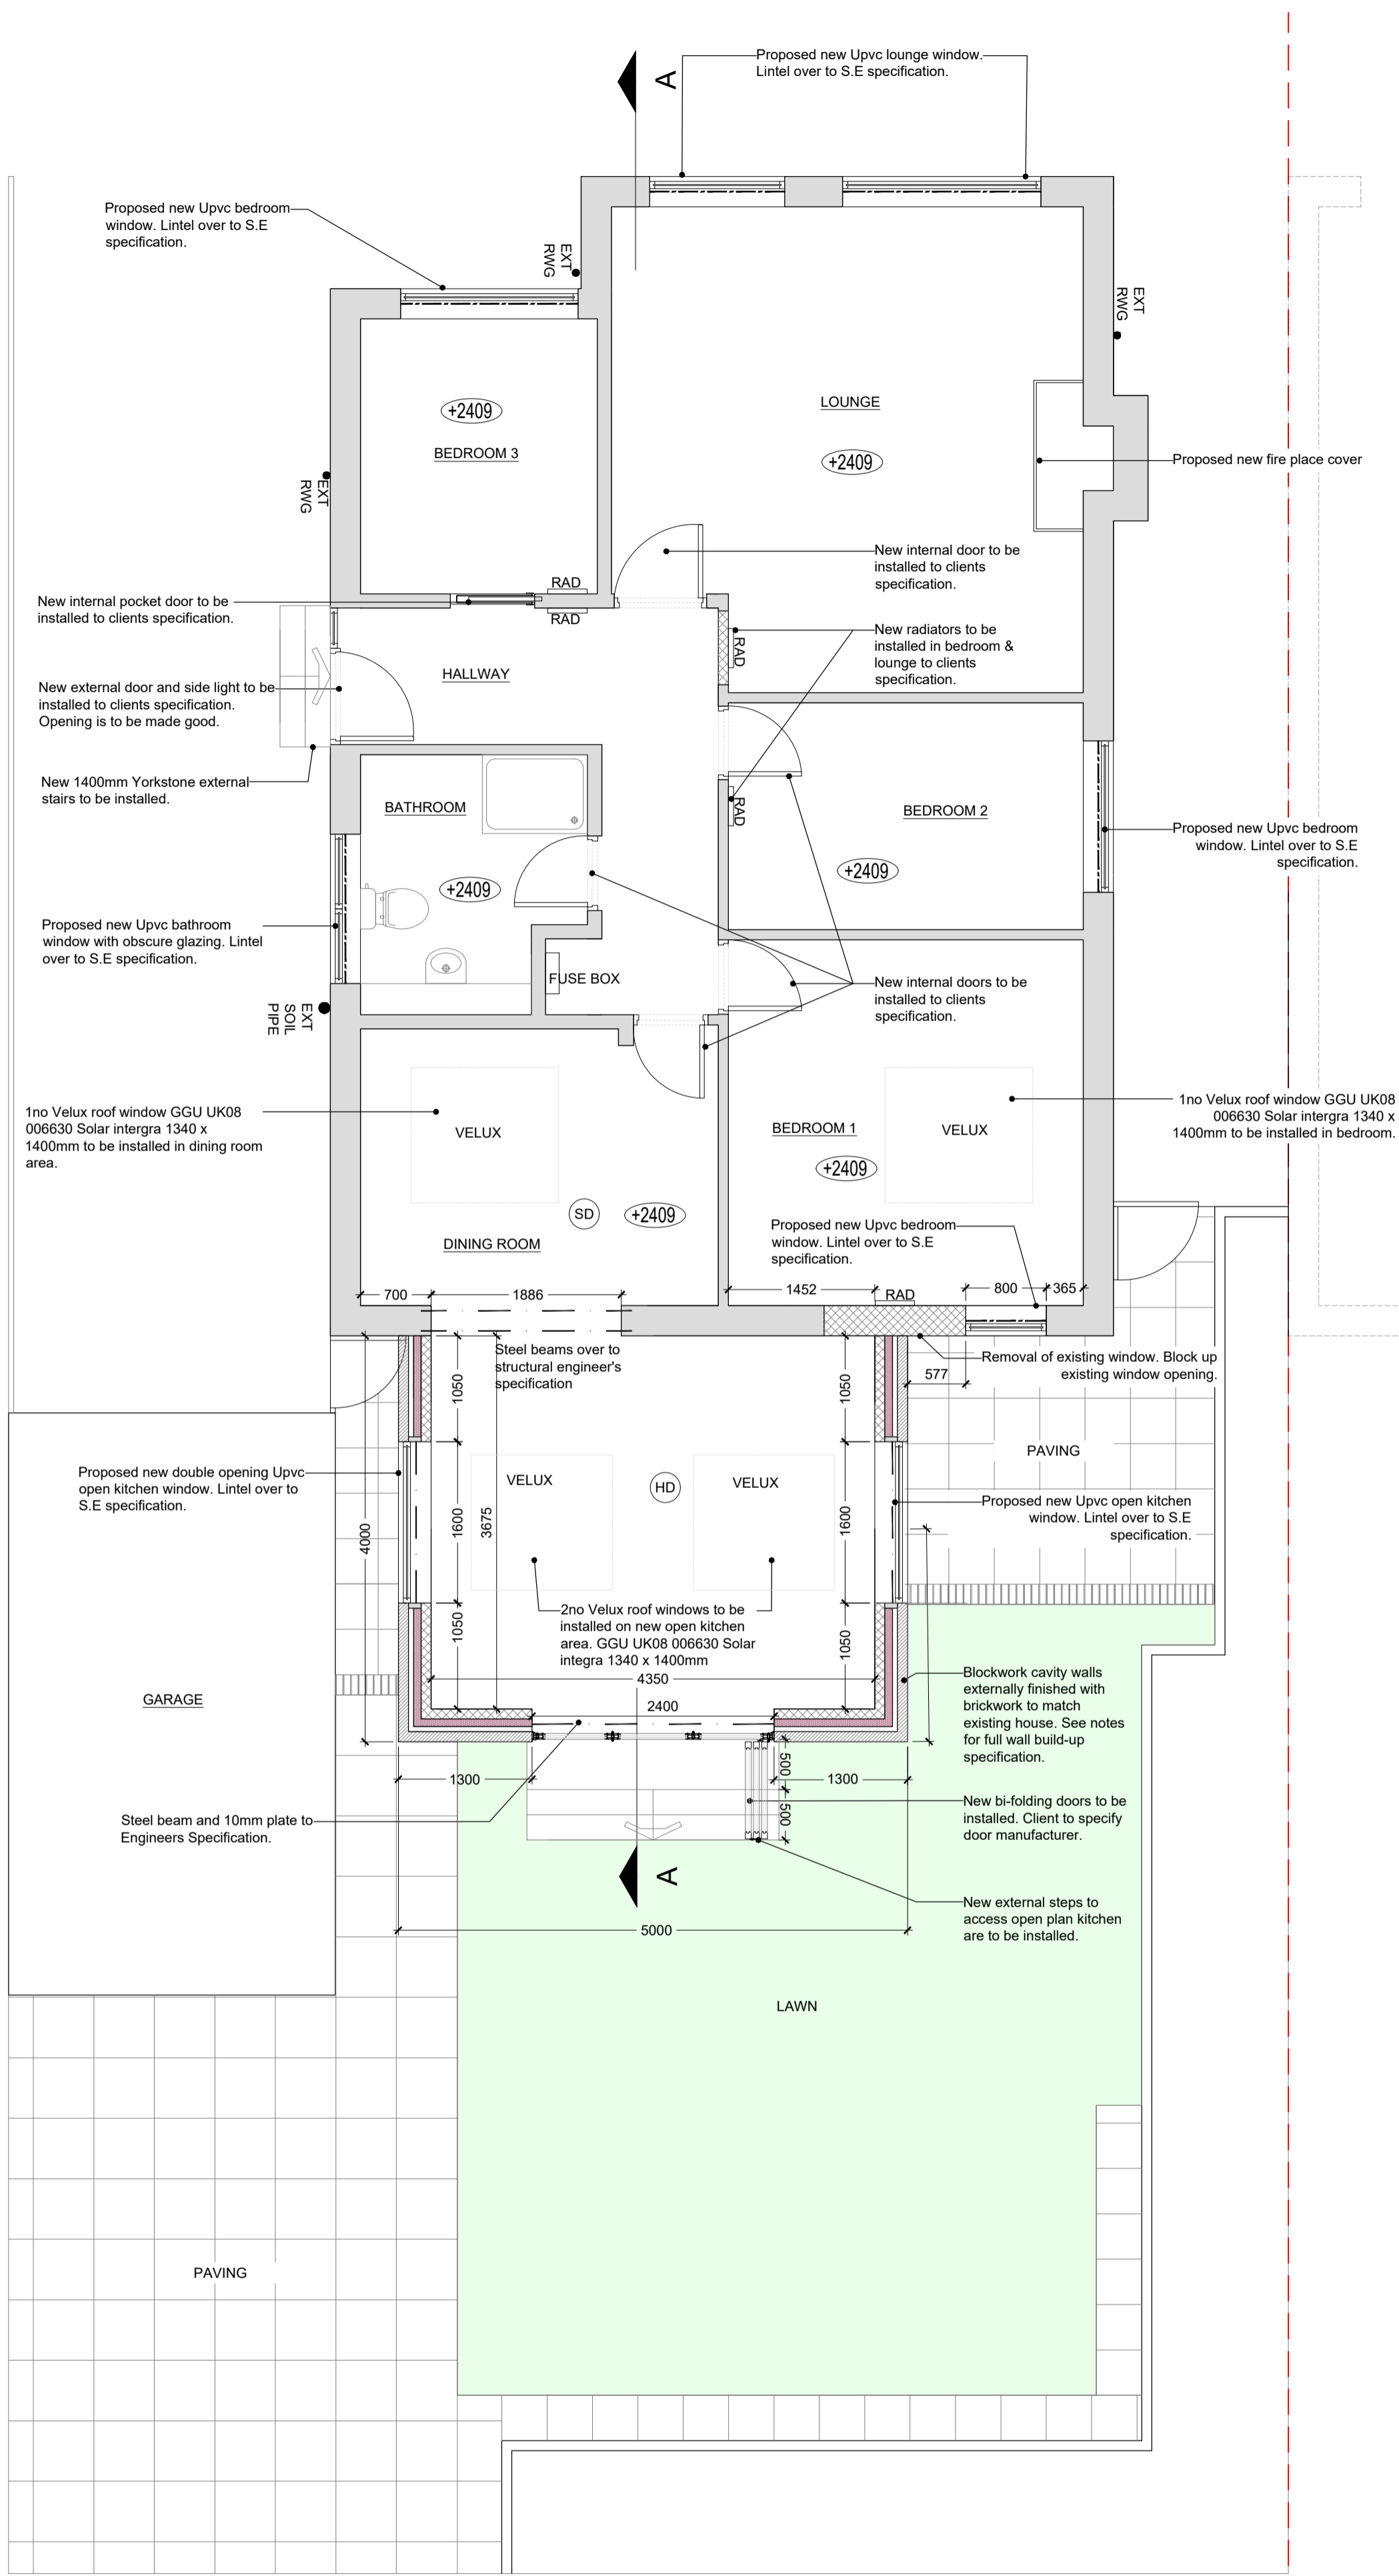 Proposed new Upvc lounge window.
Lintel over to S.E specification.
A
Proposed new Upvc bedroom
window. Lintel over to S.E
specification.
EXT
RWG
EXT
RWG
+2409
BEDROOM 3
LOUNGE
+2409
Proposed new fire place cover
EXT
RWG
New internal door to be
installed to clients
specification.
RAD
RAD
New internal pocket door to be
installed to clients specification.
New radiators to be
installed in bedroom &
lounge to clients
specification.
RAD
HALLWAY
New external door and side light to be
installed to clients specification.
Opening is to be made good.
New 1400mm Yorkstone external
stairs to be installed.
BATHROOM
RAD
BEDROOM 2
Proposed new Upvc bedroom
window. Lintel over to S.E
specification.
+2409
+2409
Proposed new Upvc bathroom
window with obscure glazing. Lintel
over to S.E specification.
FUSE BOX
New internal doors to be
installed to clients
specification.
EXT
SOIL
PIPE
1no Velux roof window GGU UK08
006630 Solar intergra 1340 x
1400mm to be installed in dining room
area.
VELUX
BEDROOM 1
VELUX
1no Velux roof window GGU UK08
006630 Solar intergra 1340 x
1400mm to be installed in bedroom.
+2409
SD
+2409
DINING ROOM
Proposed new Upvc bedroom
window. Lintel over to S.E
specification.
700
1886
1452
RAD
800
365
Steel beams over to
structural engineer's
specification
Removal of existing window. Block up
existing window opening.
577
1050
1050
PAVING
Proposed new double opening Upvc
open kitchen window. Lintel over to
S.E specification.
VELUX
HD
VELUX
Proposed new Upvc open kitchen
window. Lintel over to S.E
specification.
4000
1600
3675
1600
2no Velux roof windows to be
installed on new open kitchen
area. GGU UK08 006630 Solar
integra 1340 x 1400mm
1050
1050
4350
2400
GARAGE
Blockwork cavity walls
externally finished with
brickwork to match
existing house. See notes
for full wall build-up
specification.
1300
500
1300
500
New bi-folding doors to be
installed. Client to specify
door manufacturer.
Steel beam and 10mm plate to
Engineers Specification.
A
New external steps to
access open plan kitchen
are to be installed.
5000
LAWN
PAVING